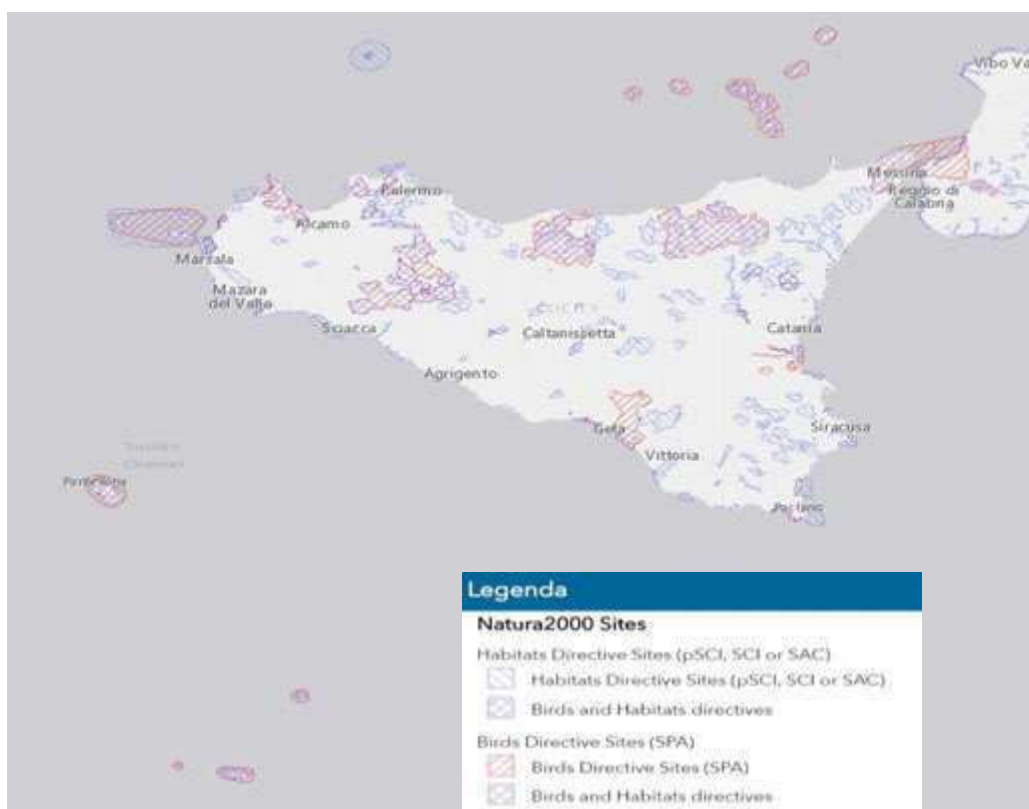 Vibo Va
Messina
Reggio di
Calabria
Palermo
Alcamo
Marsala
Mazara
del Vallo
Sciacca
SICILY
Caltanissetta
Catania
Agrigento
Gela
Siracusa
Vittoria
Pantelleria
Legenda
Natura2000 Sites
Habitats Directive Sites (pSCI, SCI or SAC)
Habitats Directive Sites (pSCI, SCI or SAC)
Birds and Habitats directives
Birds Directive Sites (SPA)
Birds Directive Sites (SPA)
Birds and Habitats directives